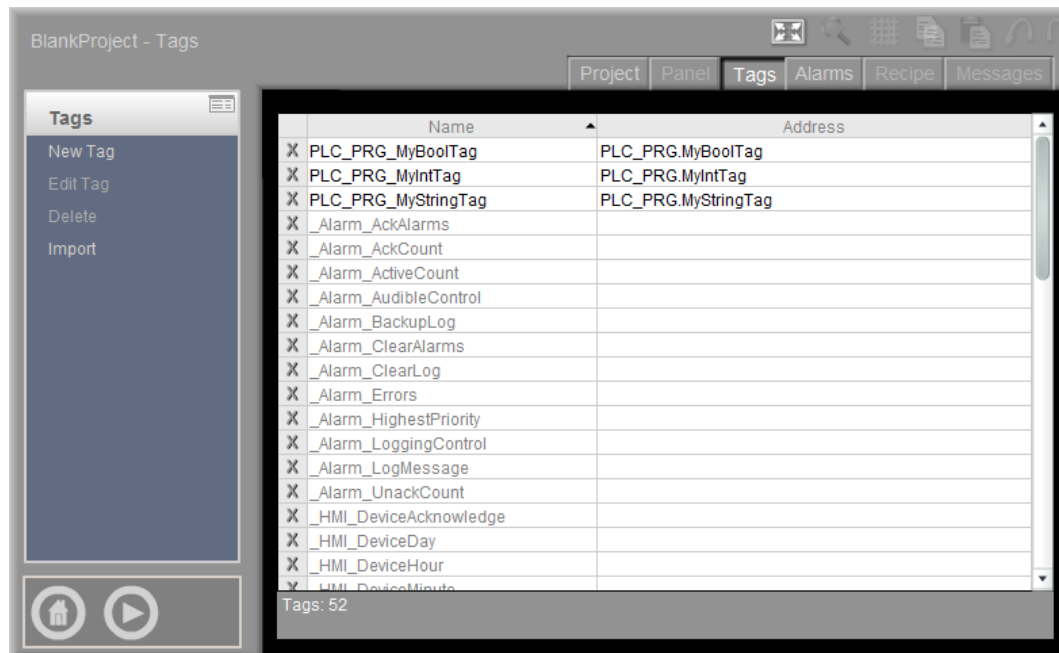 BlankProject - Tags
Project Panel Tags Alarms Recipe Messages
Tags
New Tag
Edit Tag
Delete
Import
Name Address
X PLC_PRG_MyBoolTag PLC_PRG.MyBoolTag
X PLC_PRG_MyIntTag PLC_PRG.MyIntTag
X PLC_PRG_MyStringTag PLC_PRG.MyStringTag
X _Alarm_AckAlarms
X _Alarm_AckCount
X _Alarm_ActiveCount
X _Alarm_AudibleControl
X _Alarm_BackupLog
X _Alarm_ClearAlarms
X _Alarm_ClearLog
X _Alarm_Errors
X _Alarm_HighestPriority
X _Alarm_LoggingControl
X _Alarm_LogMessage
X _Alarm_UnackCount
X _HMI_DeviceAcknowledge
X _HMI_DeviceDay
X _HMI_DeviceHour
X _HMI_DeviceMinute
Tags: 52